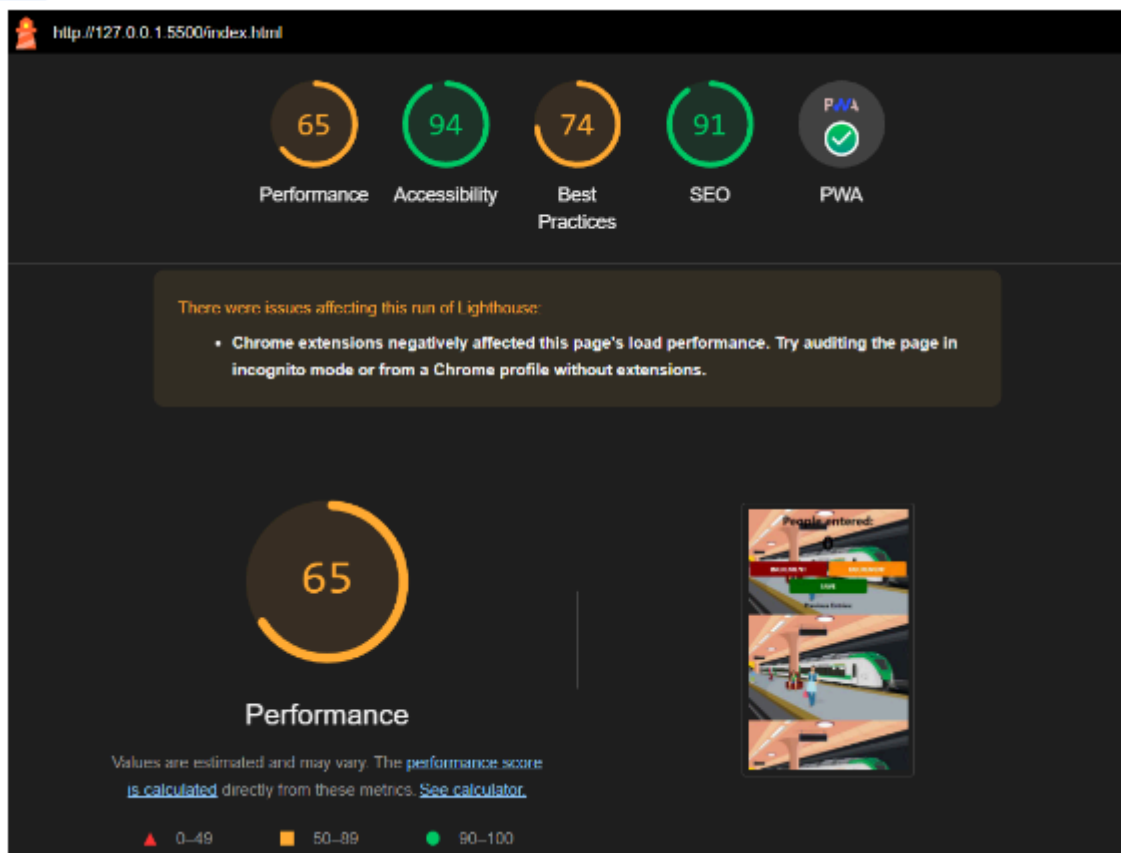 http://127.0.0.1:5500/index.html
65
94
74
91
PWA
Performance
Accessibility
Best
Practices
SEO
PWA
There were issues affecting this run of Lighthouse:
• Chrome extensions negatively affected this page's load performance. Try auditing the page in
incognito mode or from a Chrome profile without extensions.
65
Performance
Values are estimated and may vary. The performance score
is calculated directly from these metrics. See calculator.
0–49
50–89
90–100
People entered:
0
SAVE
Previous Entries